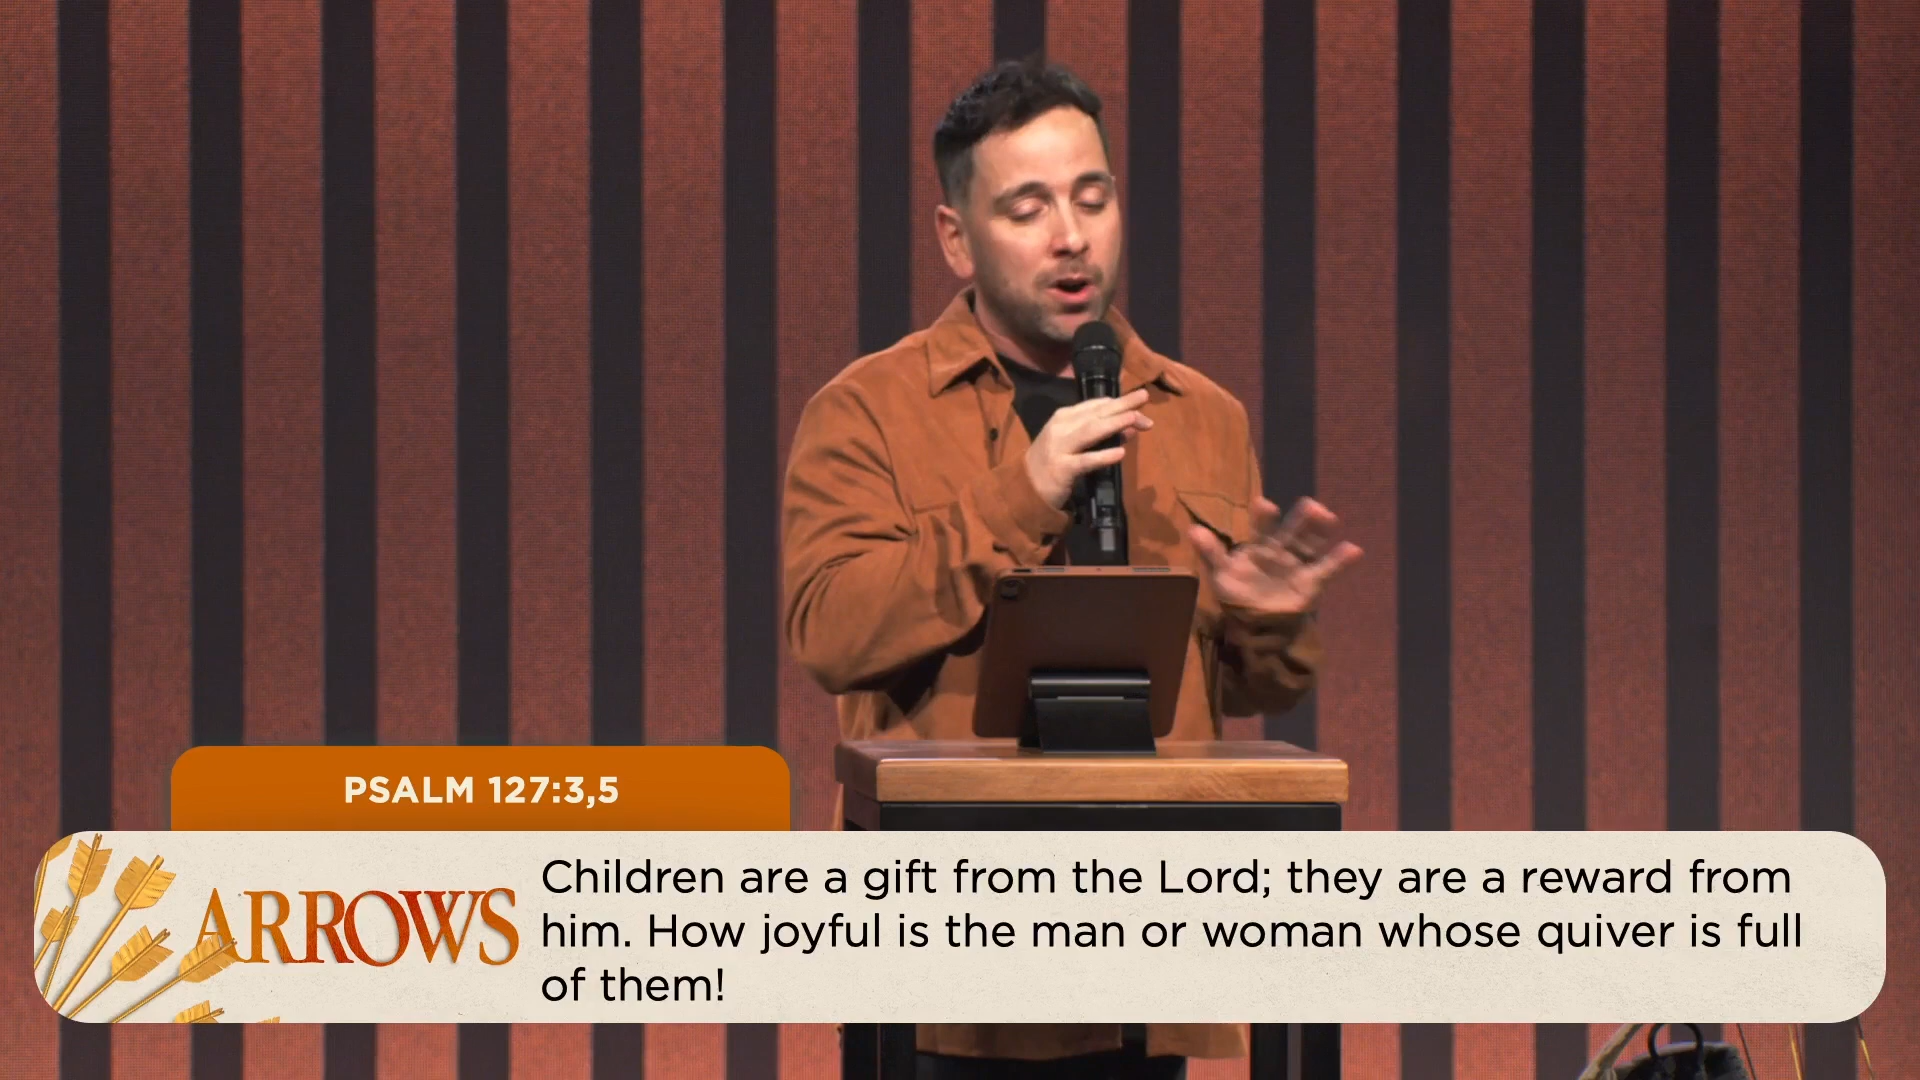 PSALM 127:3,5
ARROWS
Children are a gift from the Lord; they are a reward from
him. How joyful is the man or woman whose quiver is full
of them!